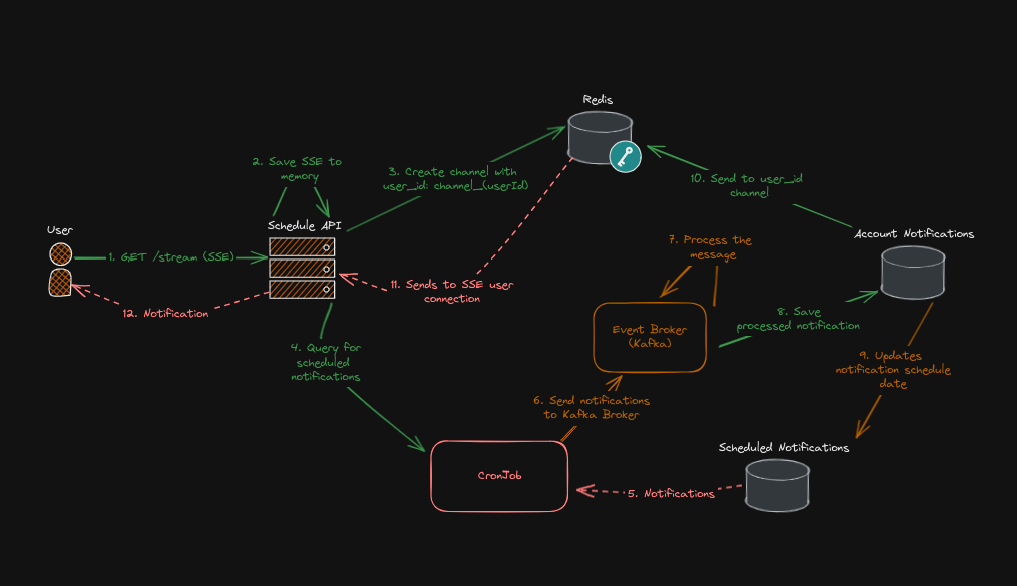 Redis
2. Save SSE to
memory
3. Create channel with
user_id: channel_(userId)
10. Send to user_id
channel
User
Schedule API
1. GET /stream (SSE)
7. Process the
message
Account Notifications
11. Sends to SSE user
connection
12. Notification
Event Broker
(Kafka)
8. Save
processed notification
4. Query for
scheduled
notifications
9. Updates
notification schedule
date
6. Send notifications
to Kafka Broker
Scheduled Notifications
CronJob
5. Notifications